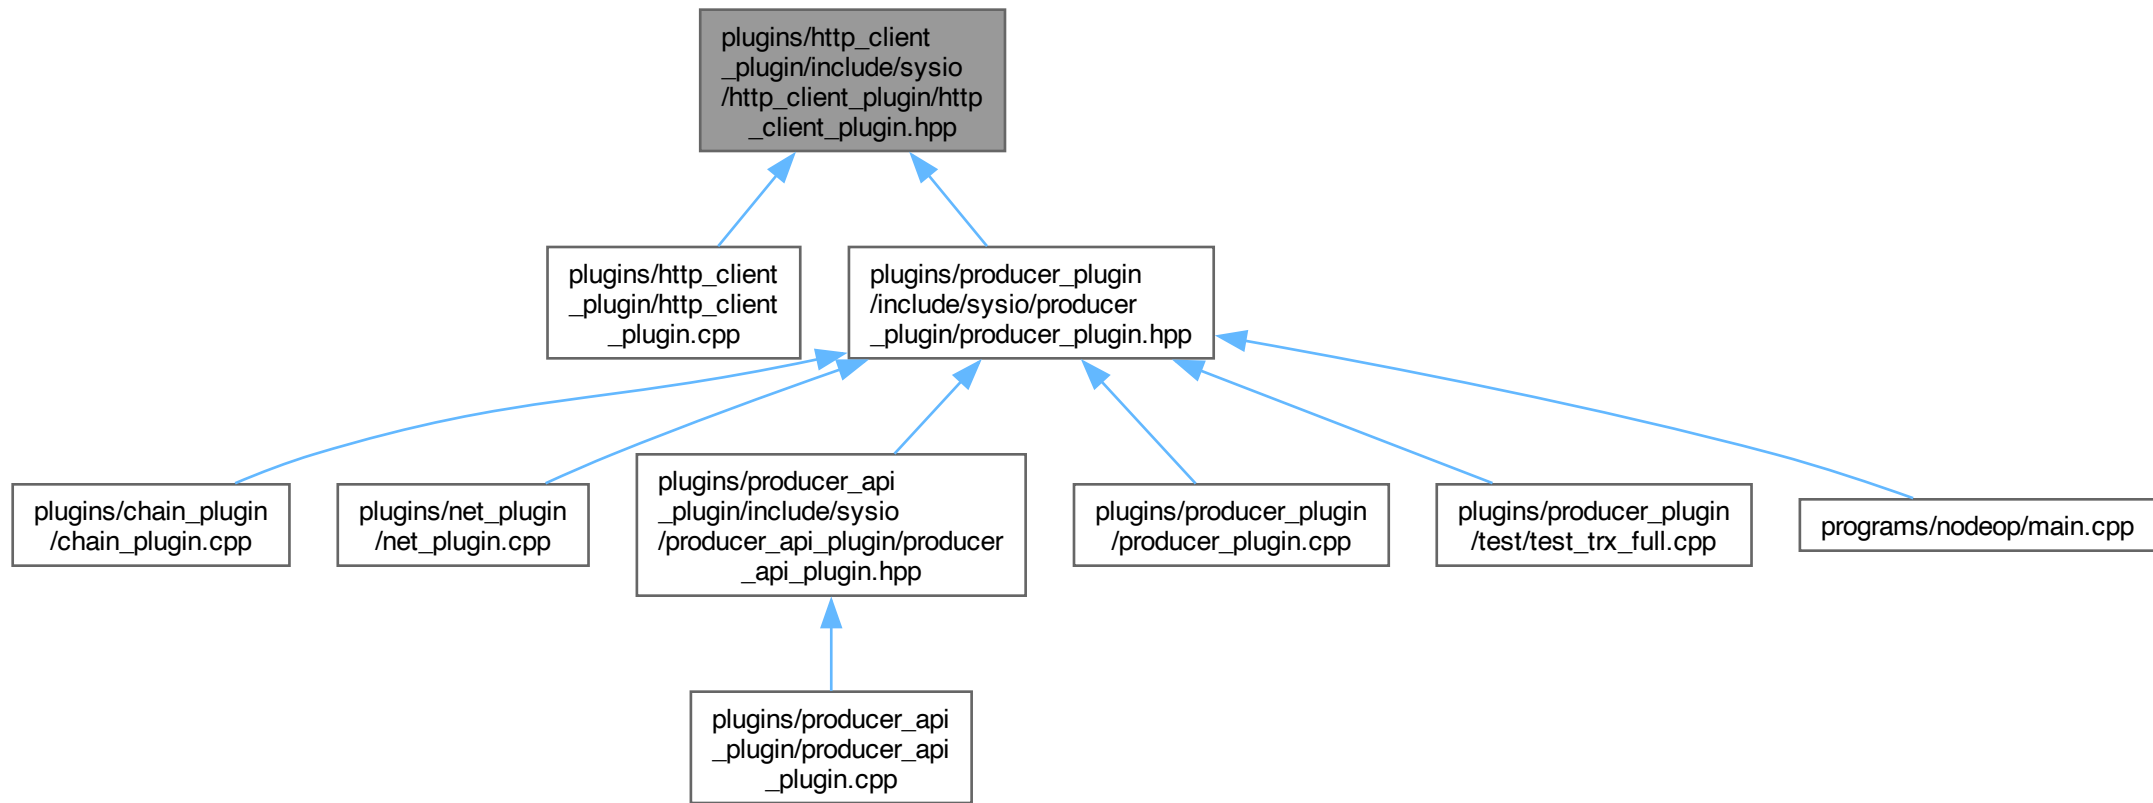 plugins/http_client
_plugin/include/sysio
/http_client_plugin/http
_client_plugin.hpp
plugins/http_client
_plugin/http_client
_plugin.cpp
plugins/producer_plugin
/include/sysio/producer
_plugin/producer_plugin.hpp
plugins/chain_plugin
/chain_plugin.cpp
plugins/net_plugin
/net_plugin.cpp
plugins/producer_api
_plugin/include/sysio
/producer_api_plugin/producer
_api_plugin.hpp
plugins/producer_plugin
/producer_plugin.cpp
plugins/producer_plugin
/test/test_trx_full.cpp
programs/nodeop/main.cpp
plugins/producer_api
_plugin/producer_api
_plugin.cpp